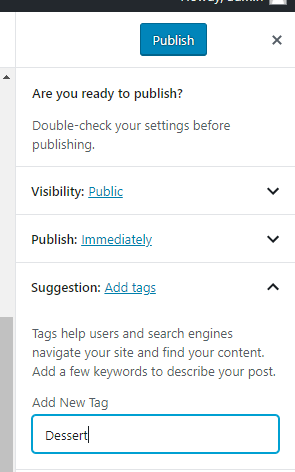 Howdy, admin
Publish
Are you ready to publish?
Double-check your settings before
publishing.
Visibility: Public
Publish: Immediately
Suggestion: Add tags
Tags help users and search engines
navigate your site and find your content.
Add a few keywords to describe your post.
Add New Tag
Dessert